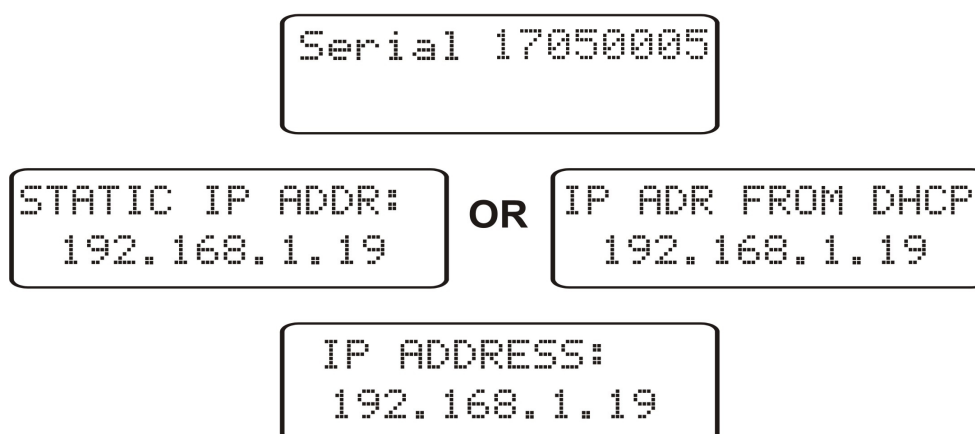 Serial 17050005
STATIC IP ADDR:
192.168.1.19
OR
IP ADR FROM DHCP
192.168.1.19
IP ADDRESS:
192.168.1.19